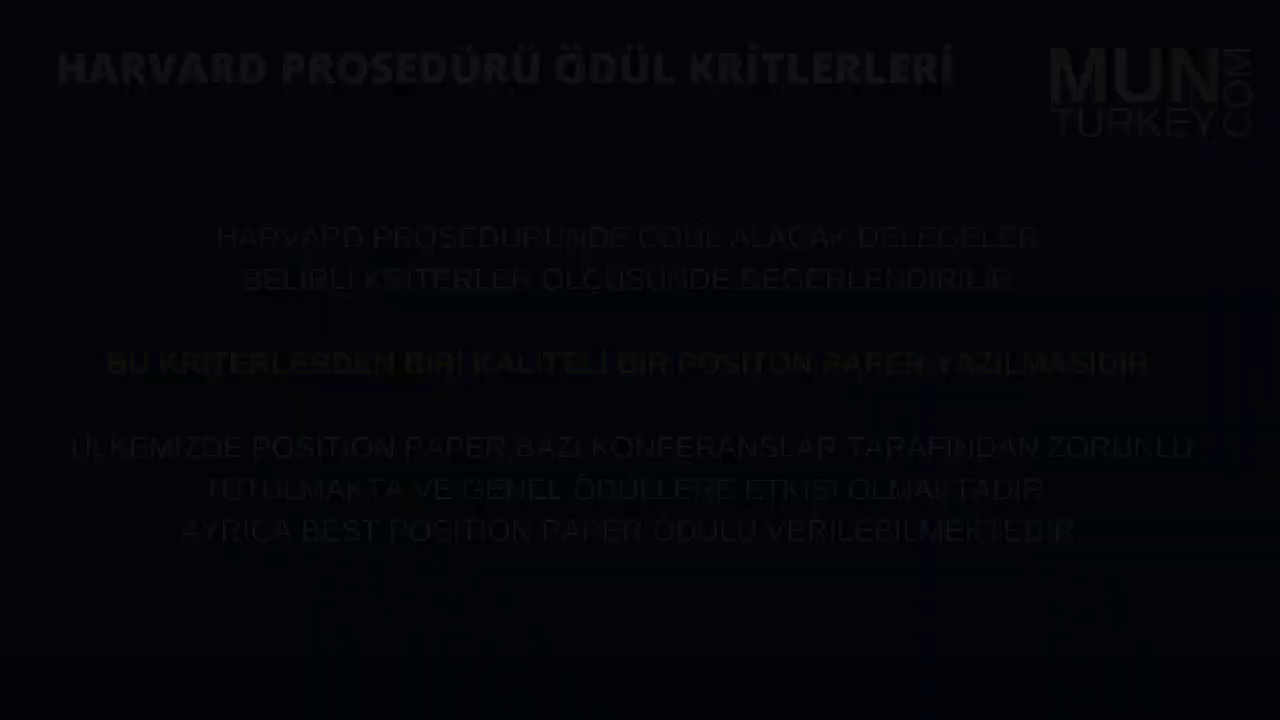 HARVARD PROSEDÜRÜ ÖDÜL KRİTLERLERİ
MUN
TURKEY
COM
HARVARD PROSEDÜRÜNDE ÖDÜL ALACAK DELEGELER
BELİRLİ KRİTERLER ÖLÇÜSÜNDE DEĞERLENDİRİLİR.
BU KRİTERLERDEN BİRİ KALİTELİ BİR POSITON PAPER YAZILMASIDIR.
ÜLKEMİZDE POSITION PAPER BAZI KONFERANSLAR TARAFINDAN ZORUNLU
TUTULMAKTA VE GENEL ÖDÜLLERE ETKİSİ OLMAKTADIR.
AYRICA BEST POSITION PAPER ÖDÜLÜ VERİLEBİLMEKTEDİR.